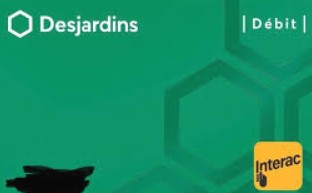 Desjardins
| Débit |
Interac